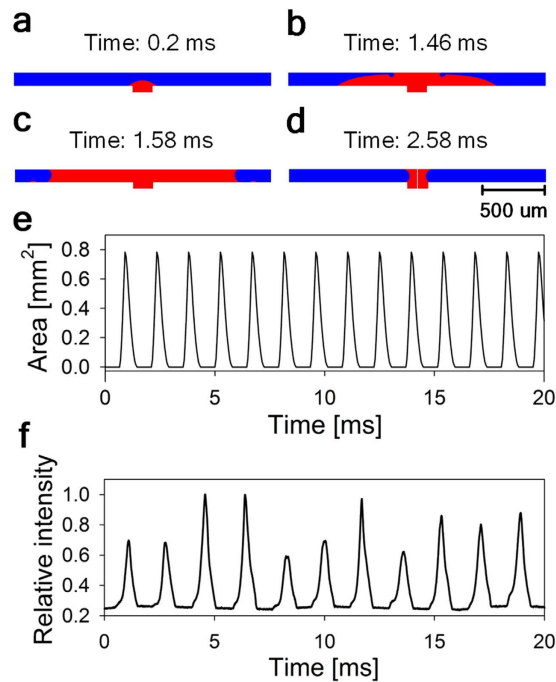 a
Time: 0.2 ms
b
Time: 1.46 ms
c
Time: 1.58 ms
d
Time: 2.58 ms
500 um
e
Area [mm²]
0.8
0.6
0.4
0.2
0.0
0 5 10 15 20
Time [ms]
f
Relative intensity
1.0
0.8
0.6
0.4
0.2
0 5 10 15 20
Time [ms]